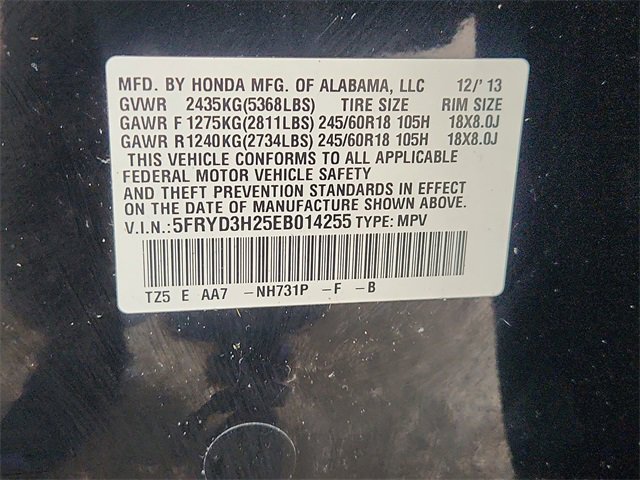 MFD. BY HONDA MFG. OF ALABAMA, LLC 12/' 13
GVWR 2435KG(5368LBS) TIRE SIZE RIM SIZE
GAWR F 1275KG(2811LBS) 245/60R18 105H 18X8.0J
GAWR R 1240KG(2734LBS) 245/60R18 105H 18X8.0J
THIS VEHICLE CONFORMS TO ALL APPLICABLE
FEDERAL MOTOR VEHICLE SAFETY
AND THEFT PREVENTION STANDARDS IN EFFECT ON
THE DATE OF MANUFACTURE SHOWN ABOVE.
V.I.N.:5FRYD3H25EB014255 TYPE: MPV
TZ5 E AA7 -NH731P -F -B